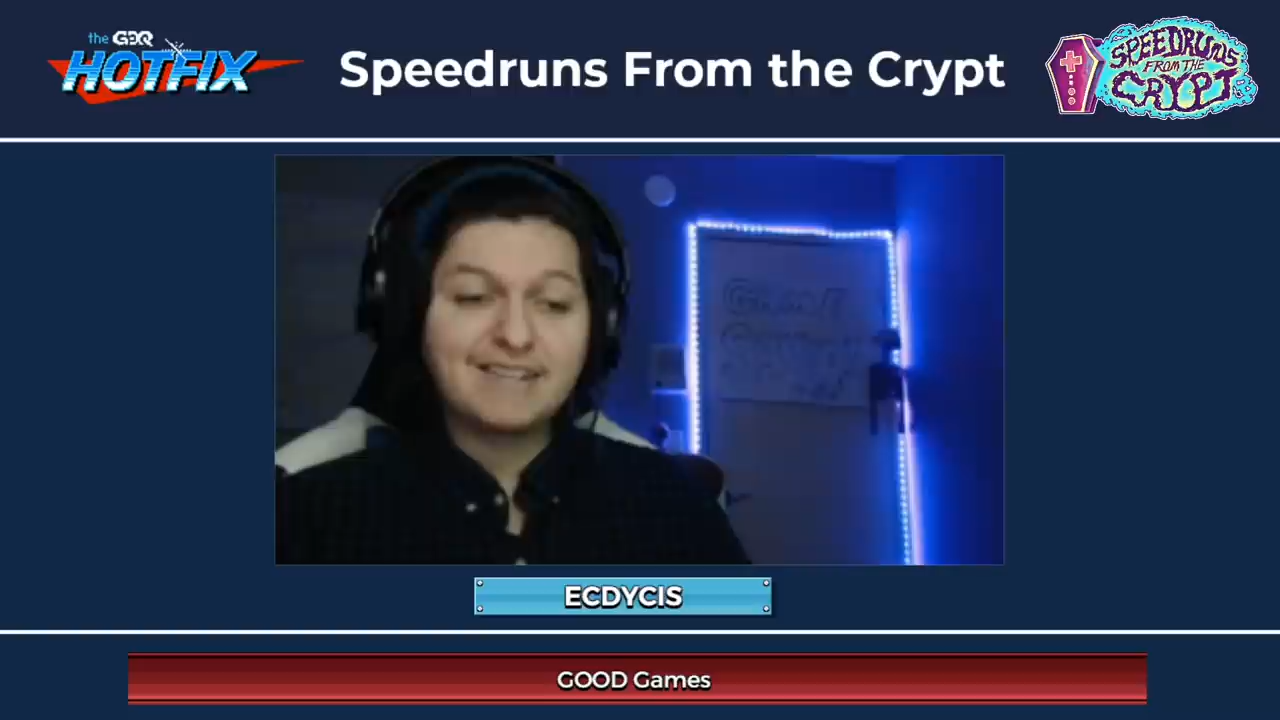 the GDQ
HOTFIX
Speedruns From the Crypt
SPEEDRUNS
FROM THE
CRYPT
ECDYCIS
GOOD Games